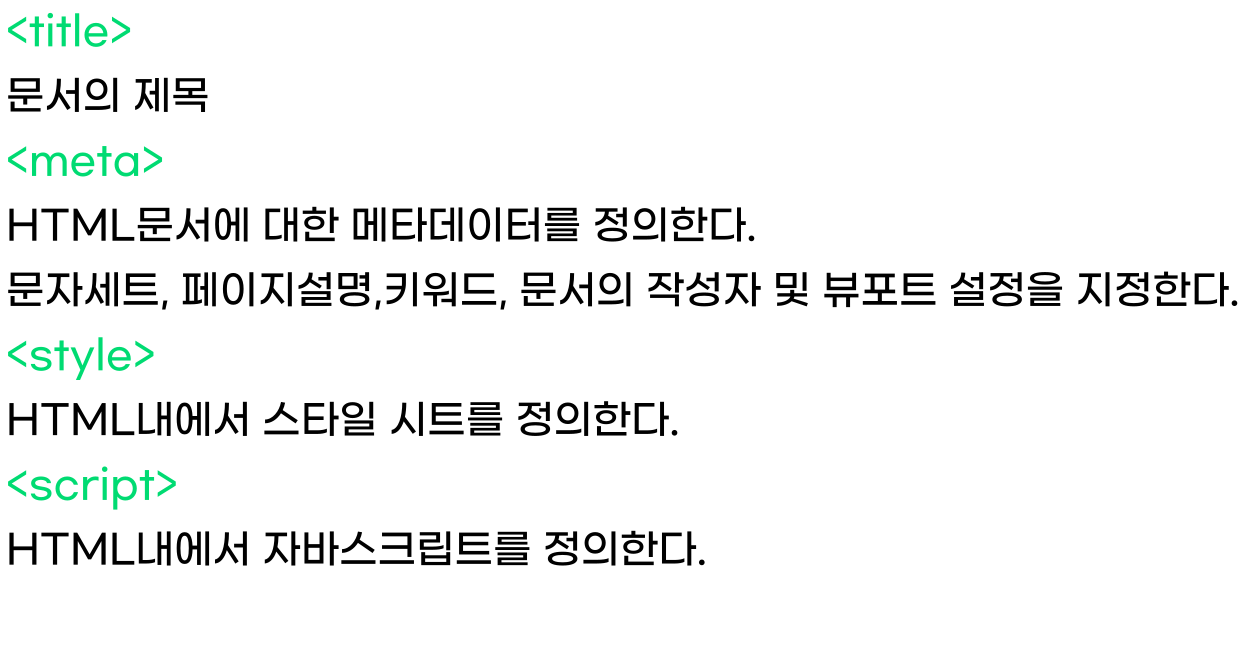 <title>
문서의 제목
<meta>
HTML문서에 대한 메타데이터를 정의한다.
문자세트, 페이지설명,키워드, 문서의 작성자 및 뷰포트 설정을 지정한다.
<style>
HTML내에서 스타일 시트를 정의한다.
<script>
HTML내에서 자바스크립트를 정의한다.